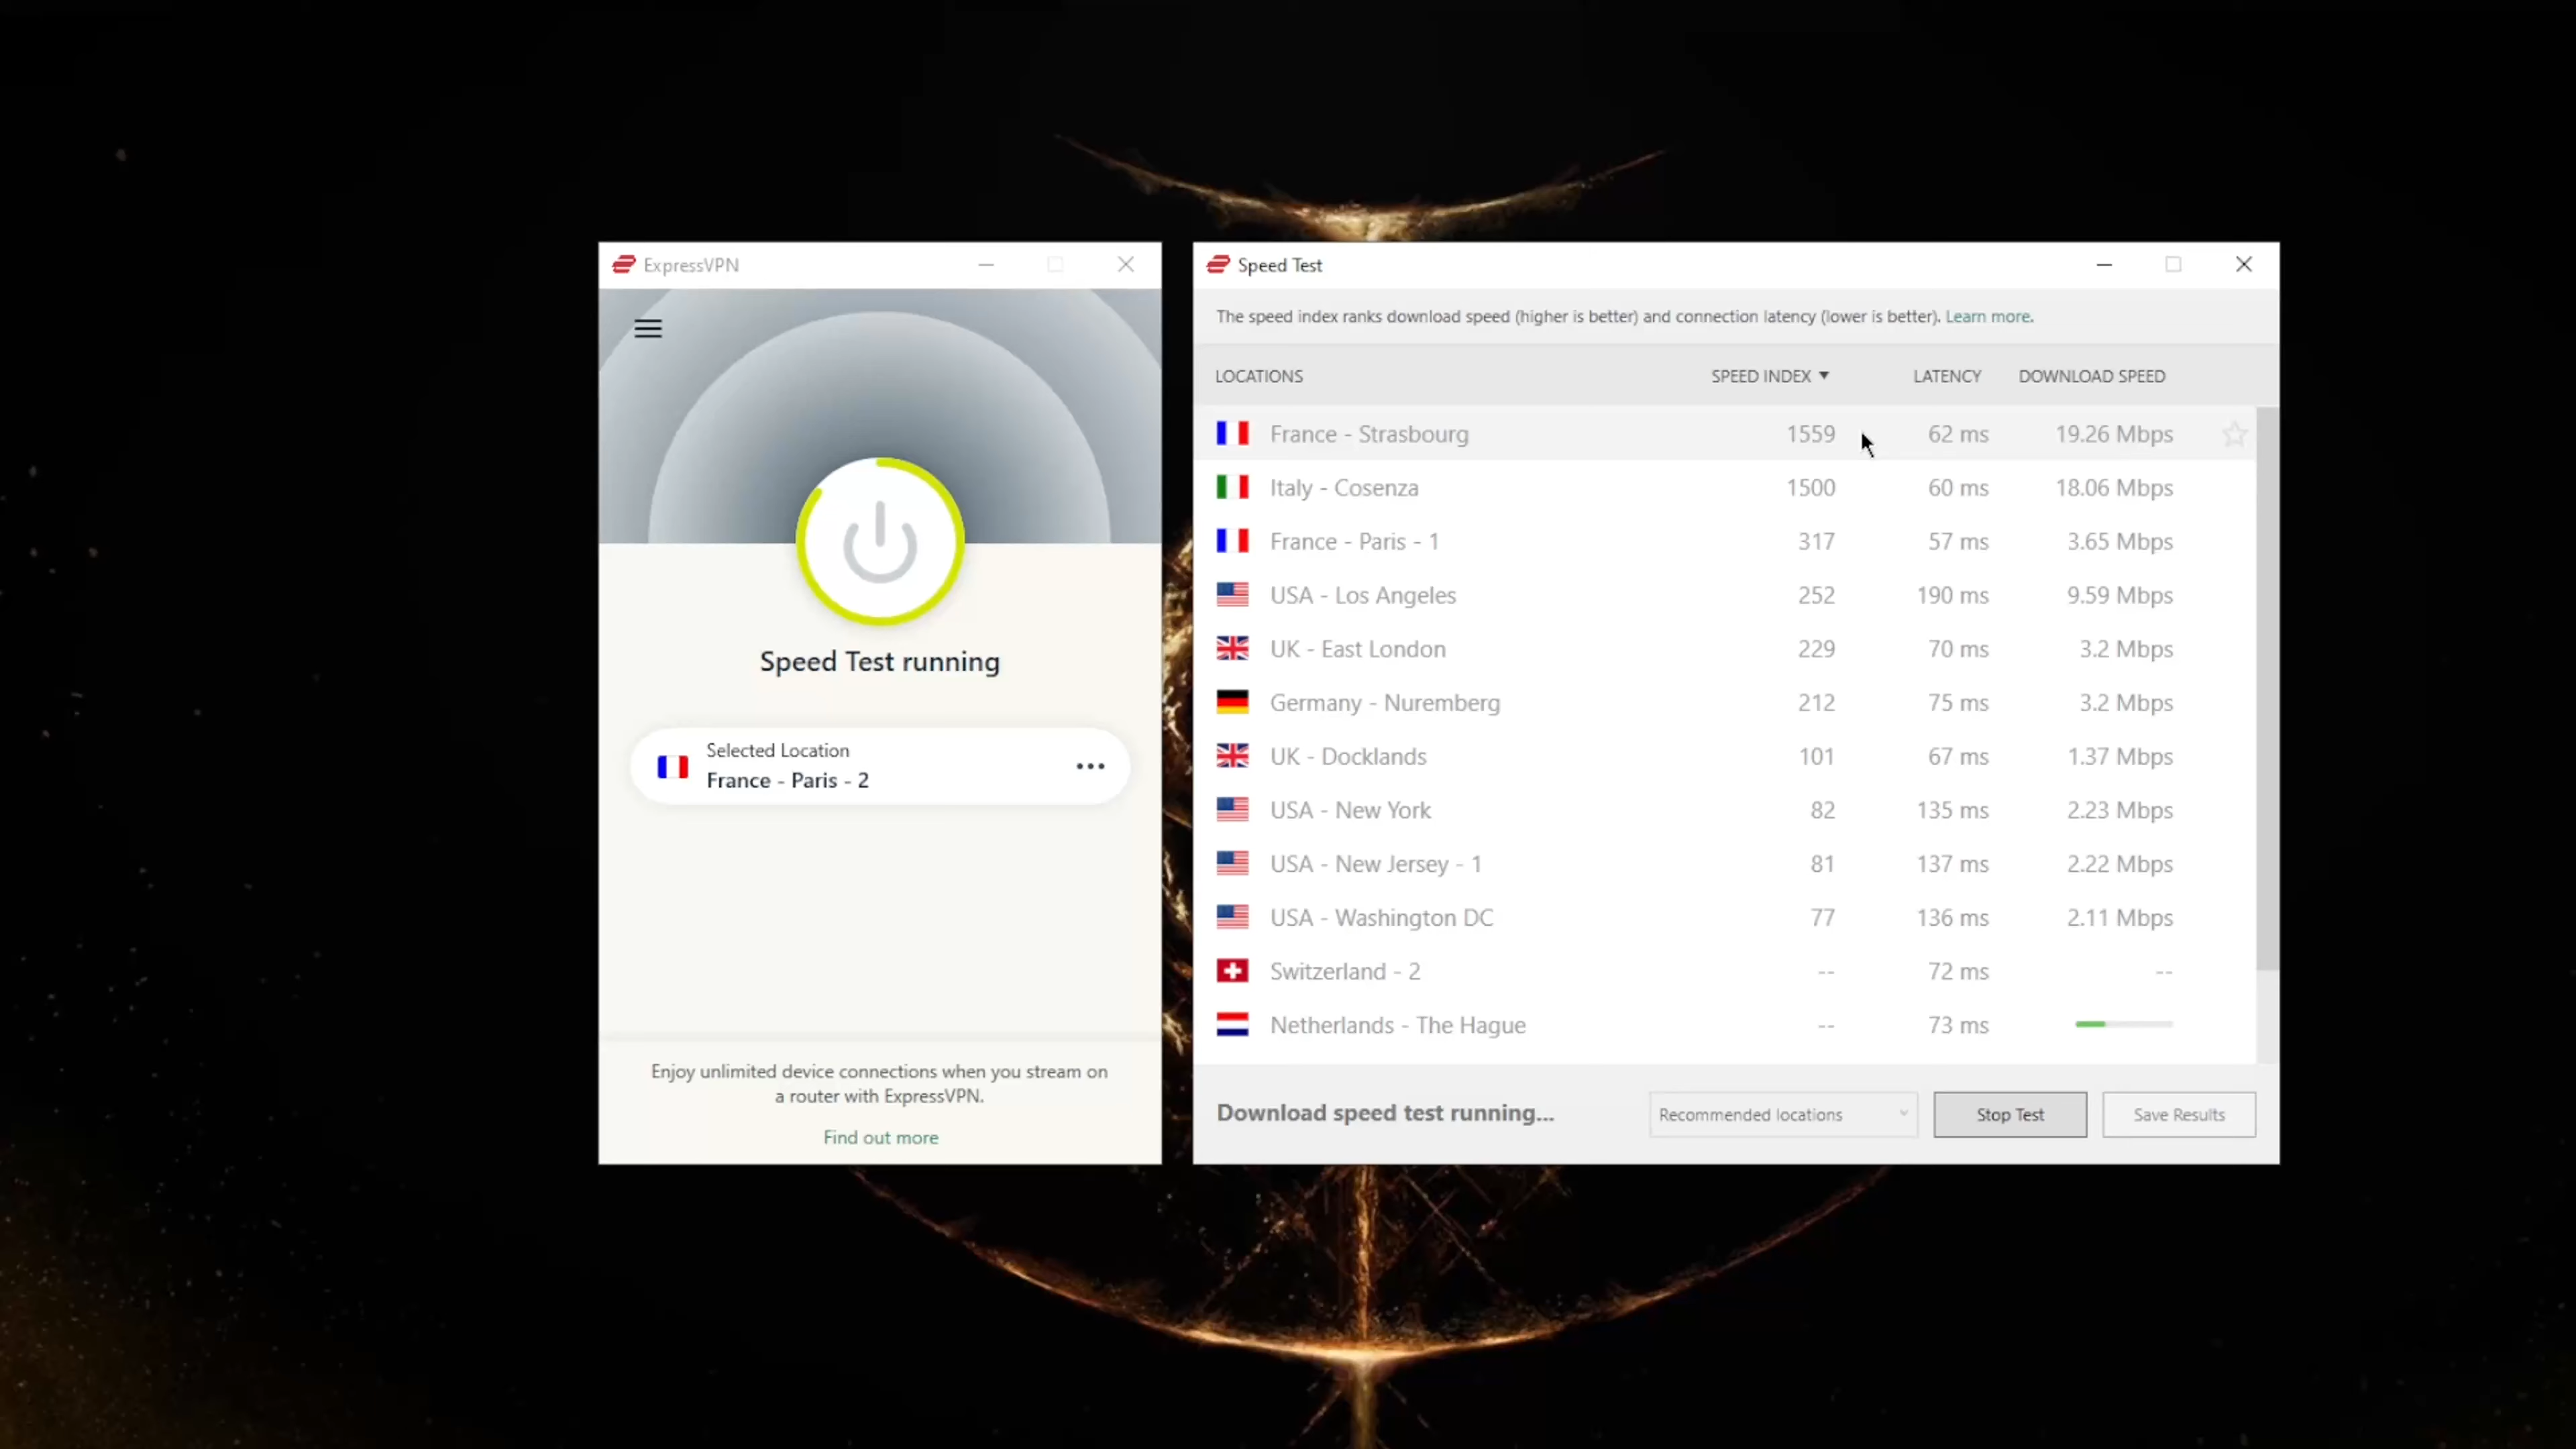 ExpressVPN
Speed Test running
Selected Location
France - Paris - 2
Enjoy unlimited device connections when you stream on
a router with ExpressVPN.
Find out more
Speed Test
The speed index ranks download speed (higher is better) and connection latency (lower is better). Learn more.
LOCATIONS SPEED INDEX LATENCY DOWNLOAD SPEED
France - Strasbourg 1559 62 ms 19.26 Mbps
Italy - Cosenza 1500 60 ms 18.06 Mbps
France - Paris - 1 317 57 ms 3.65 Mbps
USA - Los Angeles 252 190 ms 9.59 Mbps
UK - East London 229 70 ms 3.2 Mbps
Germany - Nuremberg 212 75 ms 3.2 Mbps
UK - Docklands 101 67 ms 1.37 Mbps
USA - New York 82 135 ms 2.23 Mbps
USA - New Jersey - 1 81 137 ms 2.22 Mbps
USA - Washington DC 77 136 ms 2.11 Mbps
Switzerland - 2 -- 72 ms --
Netherlands - The Hague -- 73 ms
Download speed test running... Recommended locations Stop Test Save Results